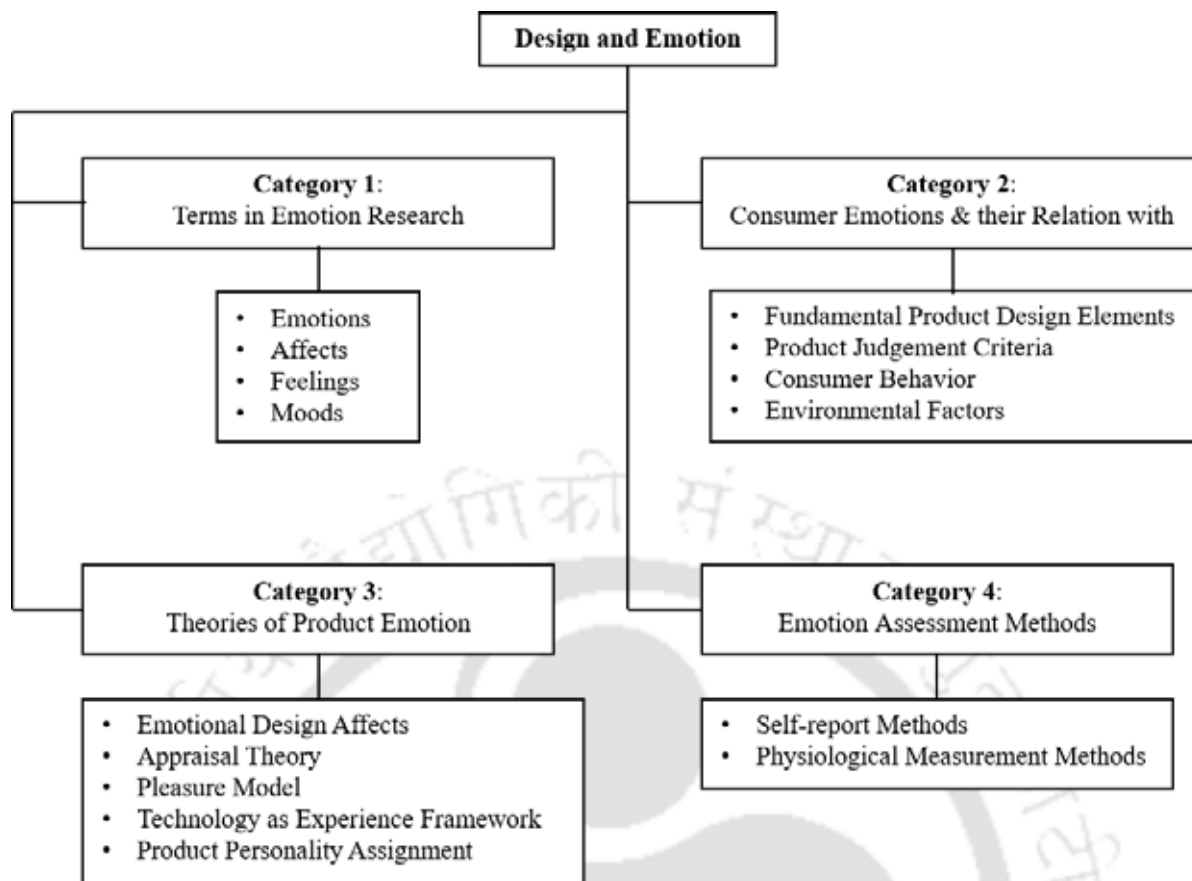 Design and Emotion
Category 1:
Terms in Emotion Research
• Emotions
• Affects
• Feelings
• Moods
Category 2:
Consumer Emotions & their Relation with
• Fundamental Product Design Elements
• Product Judgement Criteria
• Consumer Behavior
• Environmental Factors
Category 3:
Theories of Product Emotion
• Emotional Design Affects
• Appraisal Theory
• Pleasure Model
• Technology as Experience Framework
• Product Personality Assignment
Category 4:
Emotion Assessment Methods
• Self-report Methods
• Physiological Measurement Methods